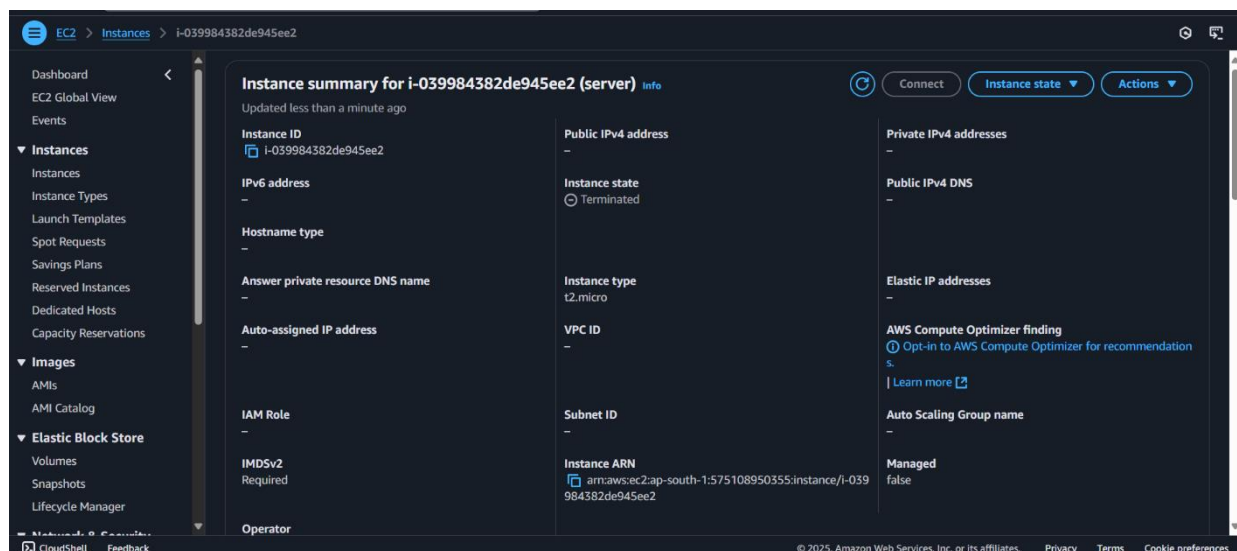 EC2 > Instances > i-039984382de945ee2
Dashboard
EC2 Global View
Events
Instances
Instances
Instance Types
Launch Templates
Spot Requests
Savings Plans
Reserved Instances
Dedicated Hosts
Capacity Reservations
Images
AMIs
AMI Catalog
Elastic Block Store
Volumes
Snapshots
Lifecycle Manager
Network & Security
Instance summary for i-039984382de945ee2 (server) Info
Connect
Instance state
Actions
Updated less than a minute ago
Instance ID
i-039984382de945ee2
Public IPv4 address
–
Private IPv4 addresses
–
IPv6 address
–
Instance state
Terminated
Public IPv4 DNS
–
Hostname type
–
Answer private resource DNS name
–
Instance type
t2.micro
Elastic IP addresses
–
Auto-assigned IP address
–
VPC ID
–
AWS Compute Optimizer finding
Opt-in to AWS Compute Optimizer for recommendation
s.
| Learn more
IAM Role
–
Subnet ID
–
Auto Scaling Group name
–
IMDSv2
Required
Instance ARN
arn:aws:ec2:ap-south-1:575108950355:instance/i-039
984382de945ee2
Managed
false
Operator
CloudShell Feedback
© 2025, Amazon Web Services, Inc. or its affiliates. Privacy Terms Cookie preferences